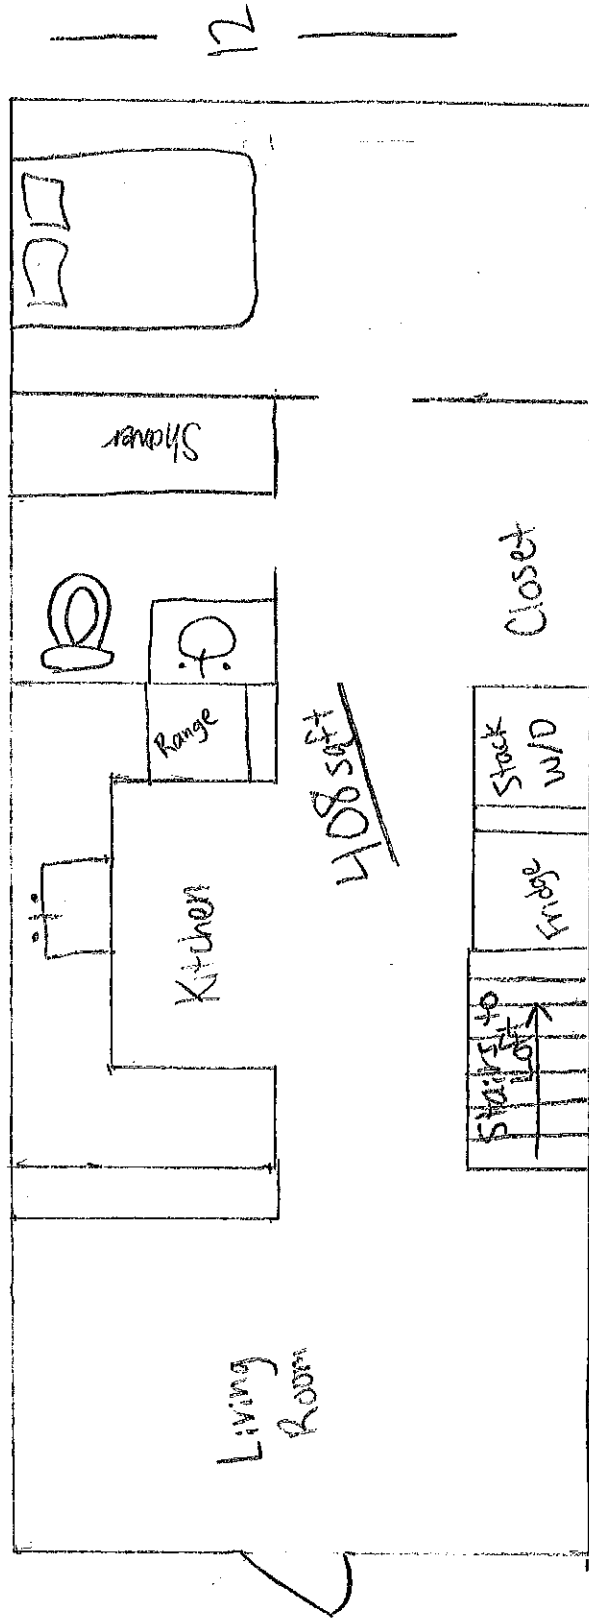 12
Shower
Range
Kitchen
408 sqft
Closet
Stack
W/D
Fridge
Stairs to
Loft
Living
Room